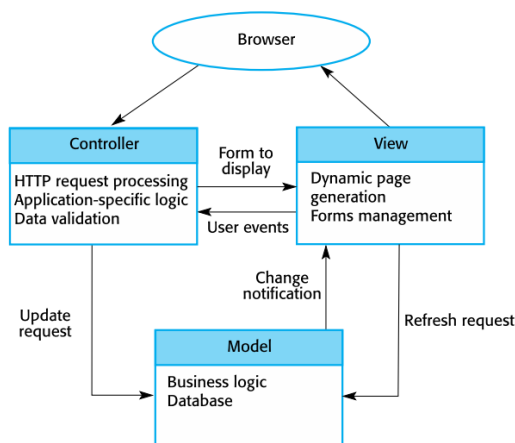 Browser
Controller
HTTP request processing
Application-specific logic
Data validation
Form to
display
User events
View
Dynamic page
generation
Forms management
Update
request
Change
notification
Refresh request
Model
Business logic
Database